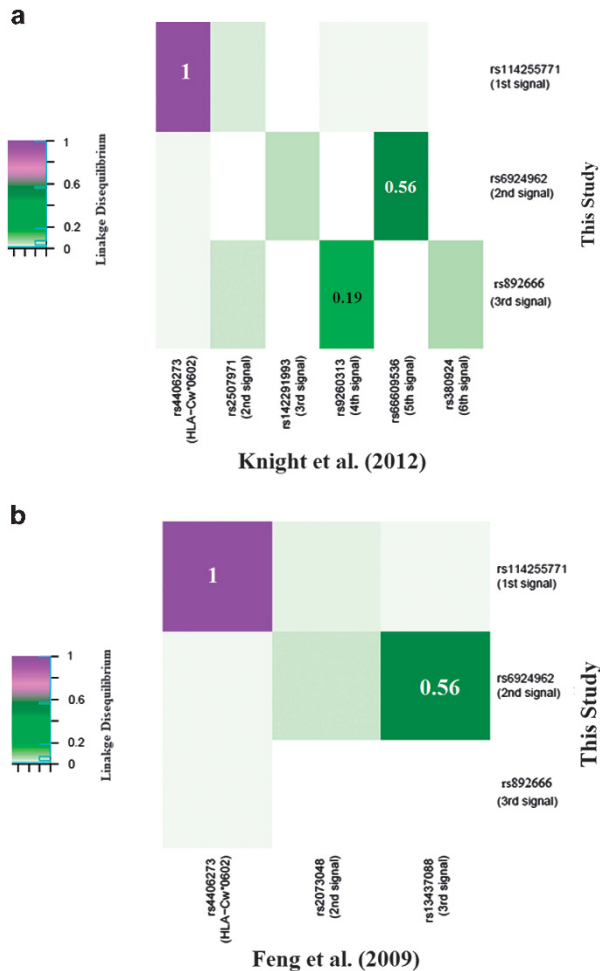 a
1
0.6
0.2
0
Linakge Disequilibrium
1
0.56
0.19
rs114255771
(1st signal)
rs6924962
(2nd signal)
rs892666
(3rd signal)
This Study
rs4406273
(HLA-Cw*0602)
rs2507971
(2nd signal)
rs142291993
(3rd signal)
rs9260313
(4th signal)
rs66609536
(5th signal)
rs380924
(6th signal)
Knight et al. (2012)
b
1
0.6
0.2
0
Linakge Disequilibrium
1
0.56
rs114255771
(1st signal)
rs6924962
(2nd signal)
rs892666
(3rd signal)
This Study
rs4406273
(HLA-Cw*0602)
rs2073048
(2nd signal)
rs13437088
(3rd signal)
Feng et al. (2009)